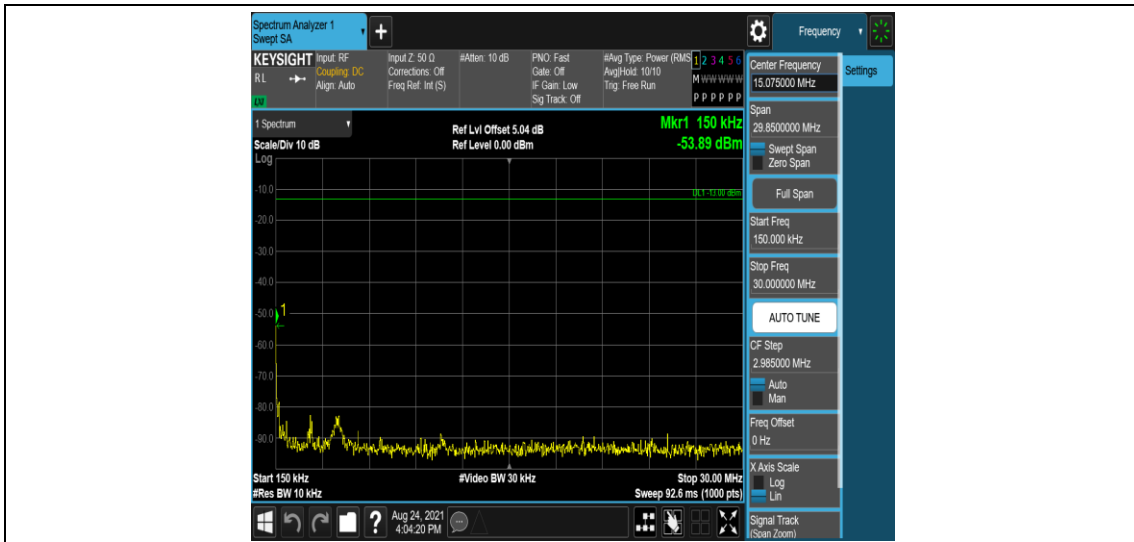 Spectrum Analyzer 1
Swept SA
+
Frequency
KEYSIGHT
RL
LXI
Input: RF
Coupling: DC
Align: Auto
Input Z: 50 Ω
Corrections: Off
Freq Ref: Int (S)
#Atten: 10 dB
PNO: Fast
Gate: Off
IF Gain: Low
Sig Track: Off
#Avg Type: Power (RMS
Avg|Hold: 10/10
Trig: Free Run
1 2 3 4 5 6
M W W W W W
P P P P P P
Center Frequency
15.075000 MHz
Settings
Span
29.8500000 MHz
Swept Span
Zero Span
Full Span
Start Freq
150.000 kHz
Stop Freq
30.000000 MHz
AUTO TUNE
CF Step
2.985000 MHz
Auto
Man
Freq Offset
0 Hz
X Axis Scale
Log
Lin
Signal Track
(Span Zoom)
1 Spectrum
Scale/Div 10 dB
Log
Ref Lvl Offset 5.04 dB
Ref Level 0.00 dBm
Mkr1 150 kHz
-53.89 dBm
DL1 -13.00 dBm
-10.0
-20.0
-30.0
-40.0
-50.0
1
-60.0
-70.0
-80.0
-90.0
Start 150 kHz
#Video BW 30 kHz
Stop 30.00 MHz
#Res BW 10 kHz
Sweep 92.6 ms (1000 pts)
?
Aug 24, 2021
4:04:20 PM